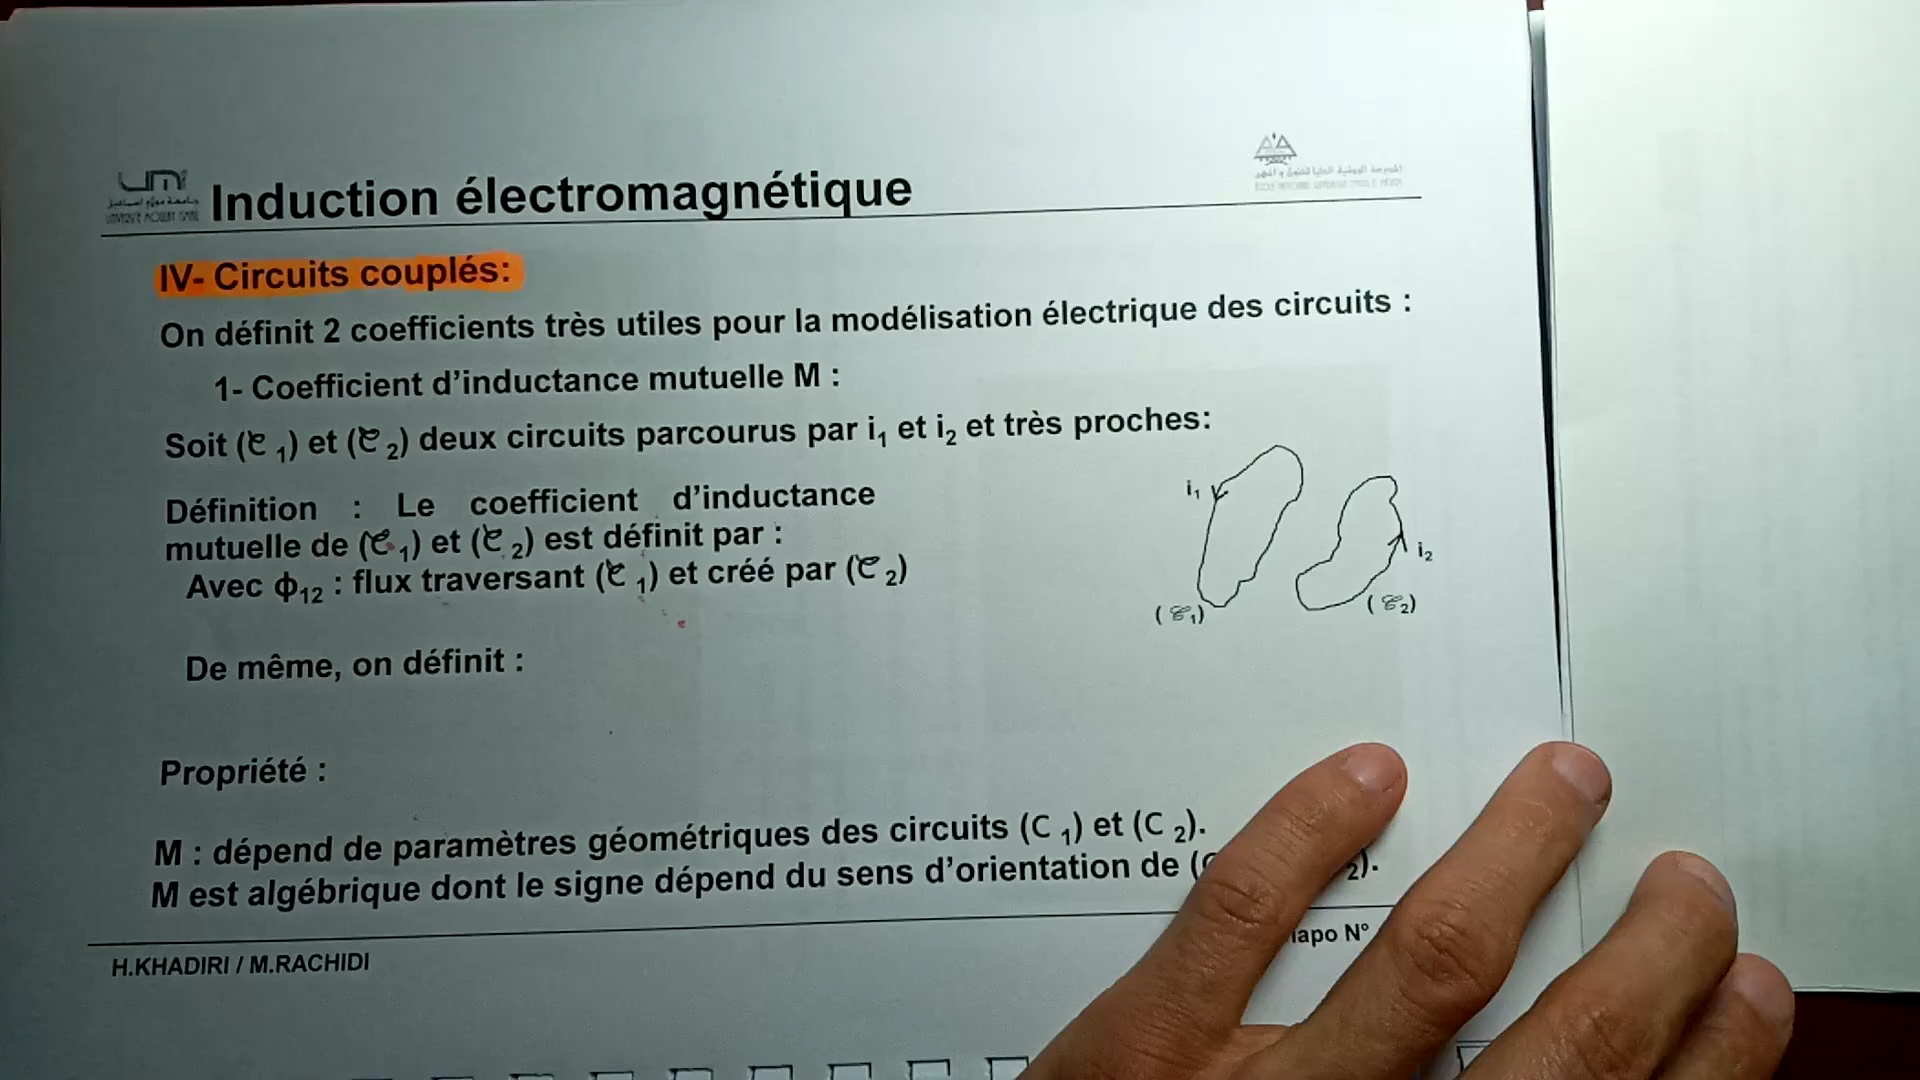 Induction électromagnétique
IV- Circuits couplés:
On définit 2 coefficients très utiles pour la modélisation électrique des circuits :
1- Coefficient d'inductance mutuelle M :
Soit (C 1) et (C 2) deux circuits parcourus par i1 et i2 et très proches:
Définition : Le coefficient d'inductance
mutuelle de (C 1) et (C 2) est définit par :
Avec ϕ12 : flux traversant (C 1) et créé par (C 2)
i1
i2
(C1)
(C2)
De même, on définit :
Propriété :
M : dépend de paramètres géométriques des circuits (C 1) et (C 2).
M est algébrique dont le signe dépend du sens d'orientation de ( 2).
H.KHADIRI / M.RACHIDI
iapo N°